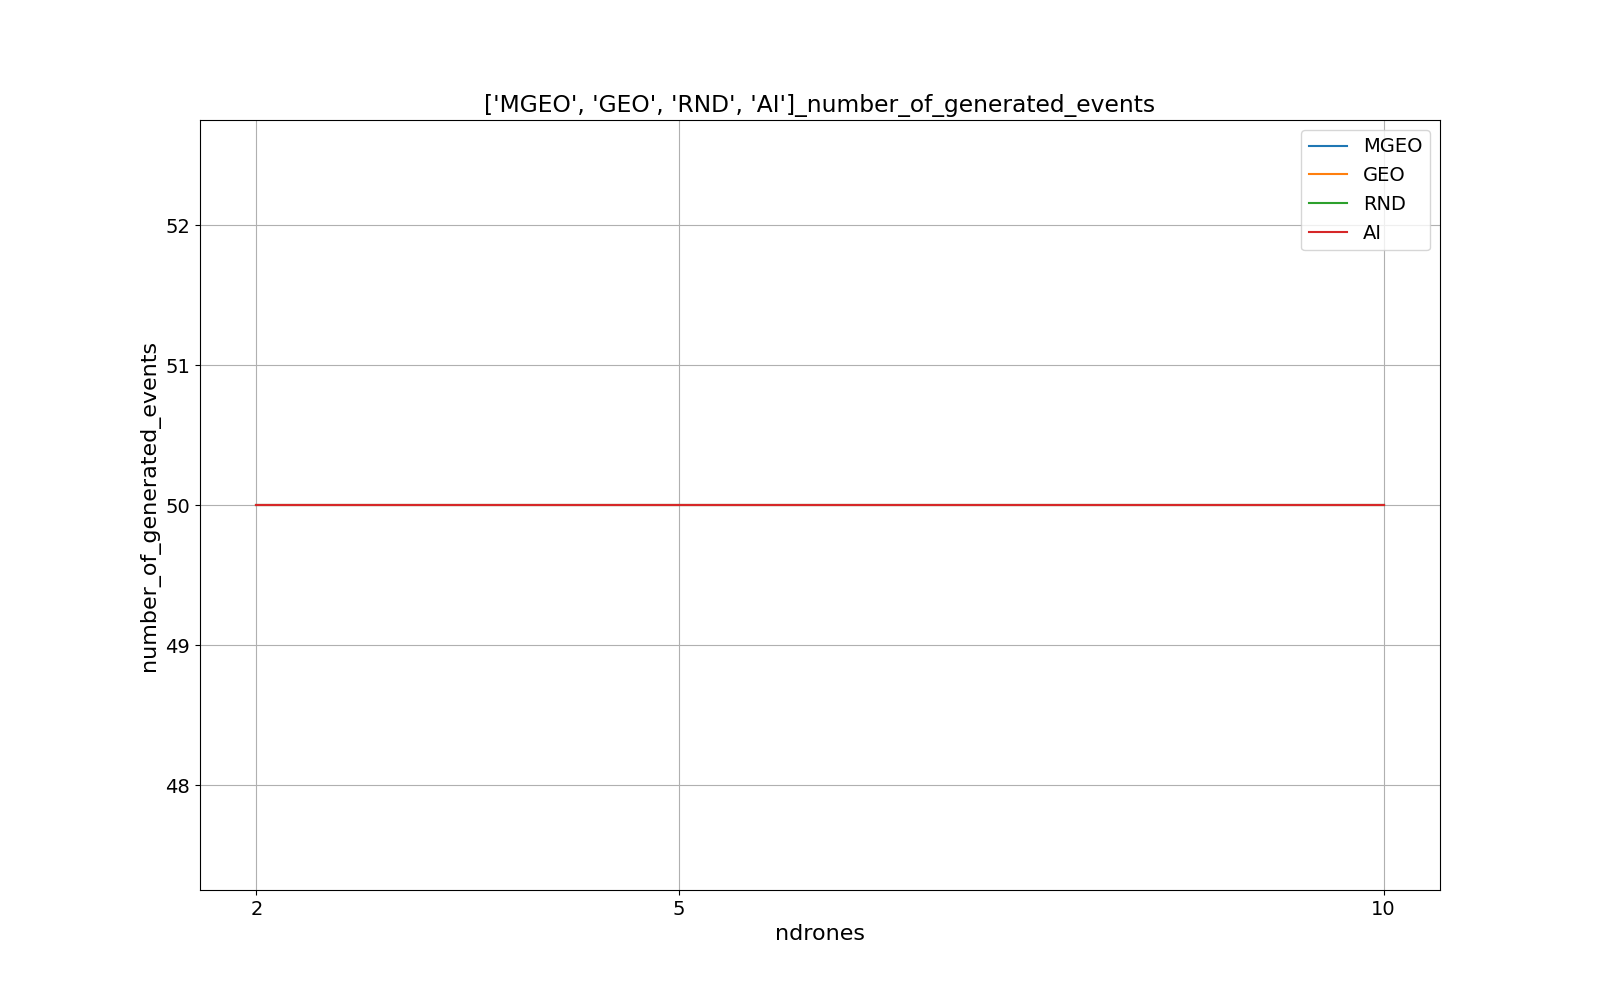 ['MGEO', 'GEO', 'RND', 'AI']_number_of_generated_events
MGEO
GEO
RND
AI
number_of_generated_events
52
51
50
49
48
2 5 10
ndrones